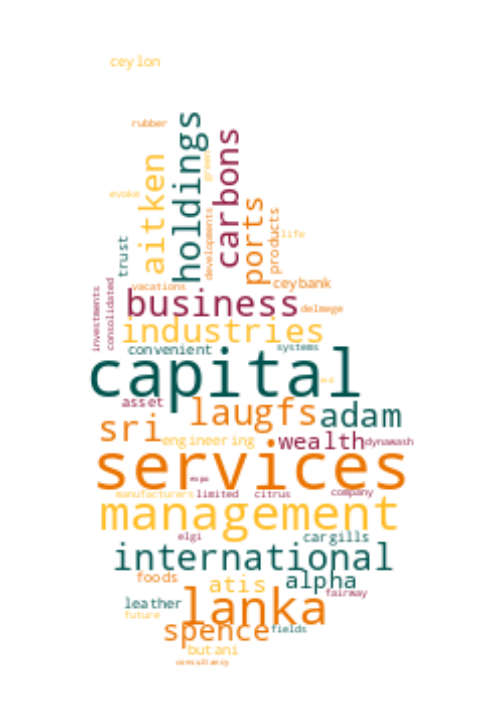 ceylon
rubber
holdings
carbons
aitken
green
evoke
ports
products
developments
life
trust
consolidated
investments
vacations
ceybank
business
delmege
industries
convenient
systems
capital
asset
laugfs
adam
sri
engineering
wealth
dynawash
services
expo
manufacturers
limited
citrus
company
management
elgi
cargills
international
foods
atis
alpha
fairway
leather
lanka
future
spence
fields
butani
consultancy